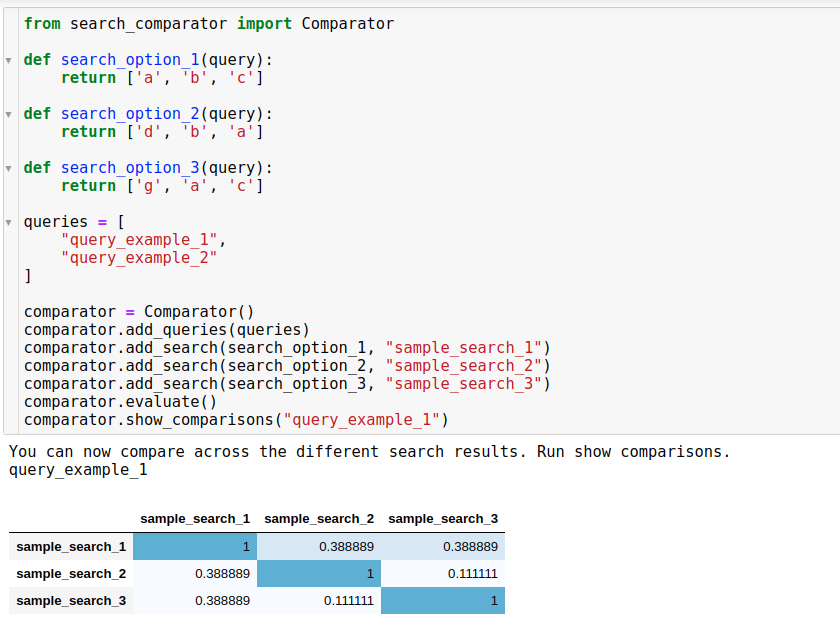 from search_comparator import Comparator
def search_option_1(query):
    return ['a', 'b', 'c']
def search_option_2(query):
    return ['d', 'b', 'a']
def search_option_3(query):
    return ['g', 'a', 'c']
queries = [
    "query_example_1",
    "query_example_2"
]
comparator = Comparator()
comparator.add_queries(queries)
comparator.add_search(search_option_1, "sample_search_1")
comparator.add_search(search_option_2, "sample_search_2")
comparator.add_search(search_option_3, "sample_search_3")
comparator.evaluate()
comparator.show_comparisons("query_example_1")
You can now compare across the different search results. Run show comparisons.
query_example_1
sample_search_1 sample_search_2 sample_search_3
sample_search_1 1 0.388889 0.388889
sample_search_2 0.388889 1 0.111111
sample_search_3 0.388889 0.111111 1